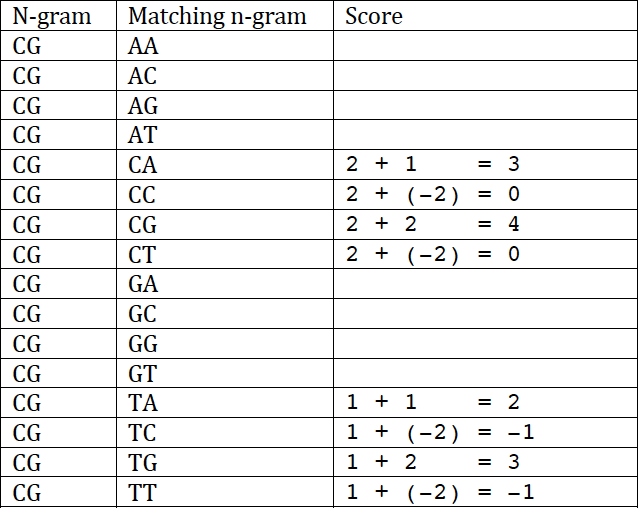 N-gram Matching n-gram Score
CG AA
CG AC
CG AG
CG AT
CG CA 2 + 1 = 3
CG CC 2 + (-2) = 0
CG CG 2 + 2 = 4
CG CT 2 + (-2) = 0
CG GA
CG GC
CG GG
CG GT
CG TA 1 + 1 = 2
CG TC 1 + (-2) = -1
CG TG 1 + 2 = 3
CG TT 1 + (-2) = -1